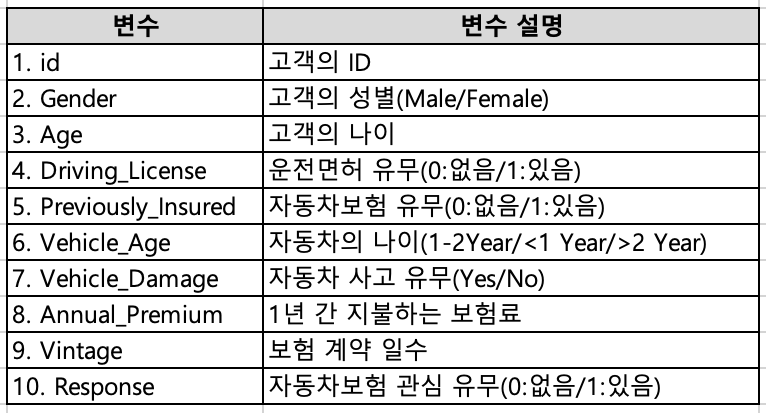 변수 변수 설명
1. id 고객의 ID
2. Gender 고객의 성별(Male/Female)
3. Age 고객의 나이
4. Driving_License 운전면허 유무(0:없음/1:있음)
5. Previously_Insured 자동차보험 유무(0:없음/1:있음)
6. Vehicle_Age 자동차의 나이(1-2Year/<1 Year/>2 Year)
7. Vehicle_Damage 자동차 사고 유무(Yes/No)
8. Annual_Premium 1년 간 지불하는 보험료
9. Vintage 보험 계약 일수
10. Response 자동차보험 관심 유무(0:없음/1:있음)